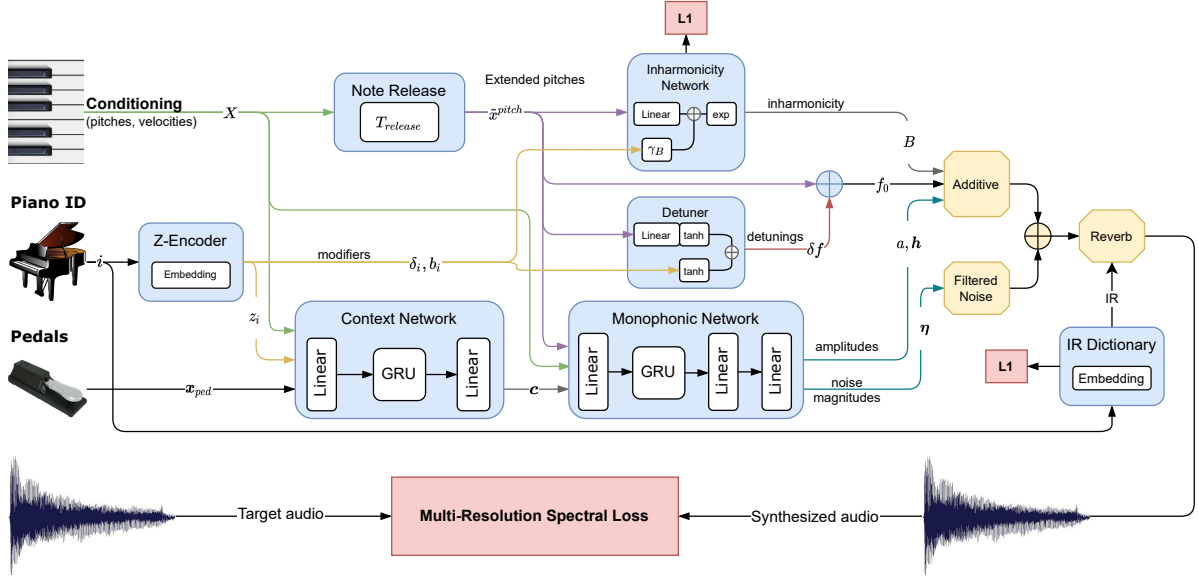 L1
Inharmonicity
Network
Linear
exp
γ_B
Conditioning
(pitches, velocities)
X
Note Release
T_release
Extended pitches
x̃^pitch
inharmonicity
B
Piano ID
i
Z-Encoder
Embedding
modifiers
δ_i, b_i
z_i
Detuner
Linear
tanh
tanh
detunings
δf
f_0
Additive
a, h
Filtered
Noise
η
Reverb
IR
Pedals
x_ped
Context Network
Linear
GRU
Linear
c
Monophonic Network
Linear
GRU
Linear
Linear
amplitudes
noise
magnitudes
L1
IR Dictionary
Embedding
Target audio
Multi-Resolution Spectral Loss
Synthesized audio